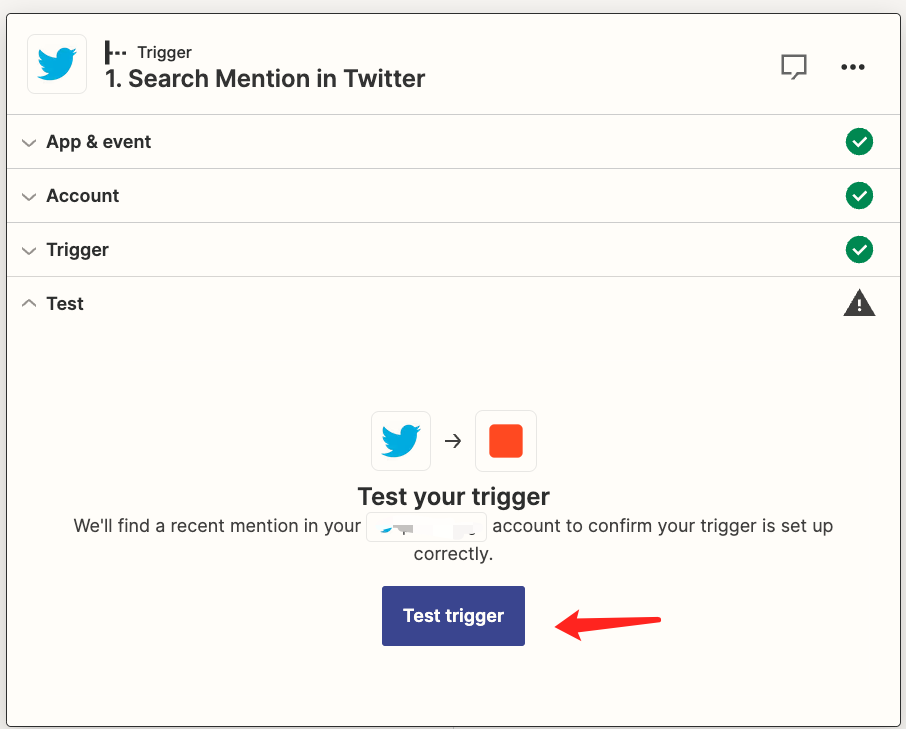 Trigger
1. Search Mention in Twitter
App & event
Account
Trigger
Test
Test your trigger
We'll find a recent mention in your account to confirm your trigger is set up
correctly.
Test trigger